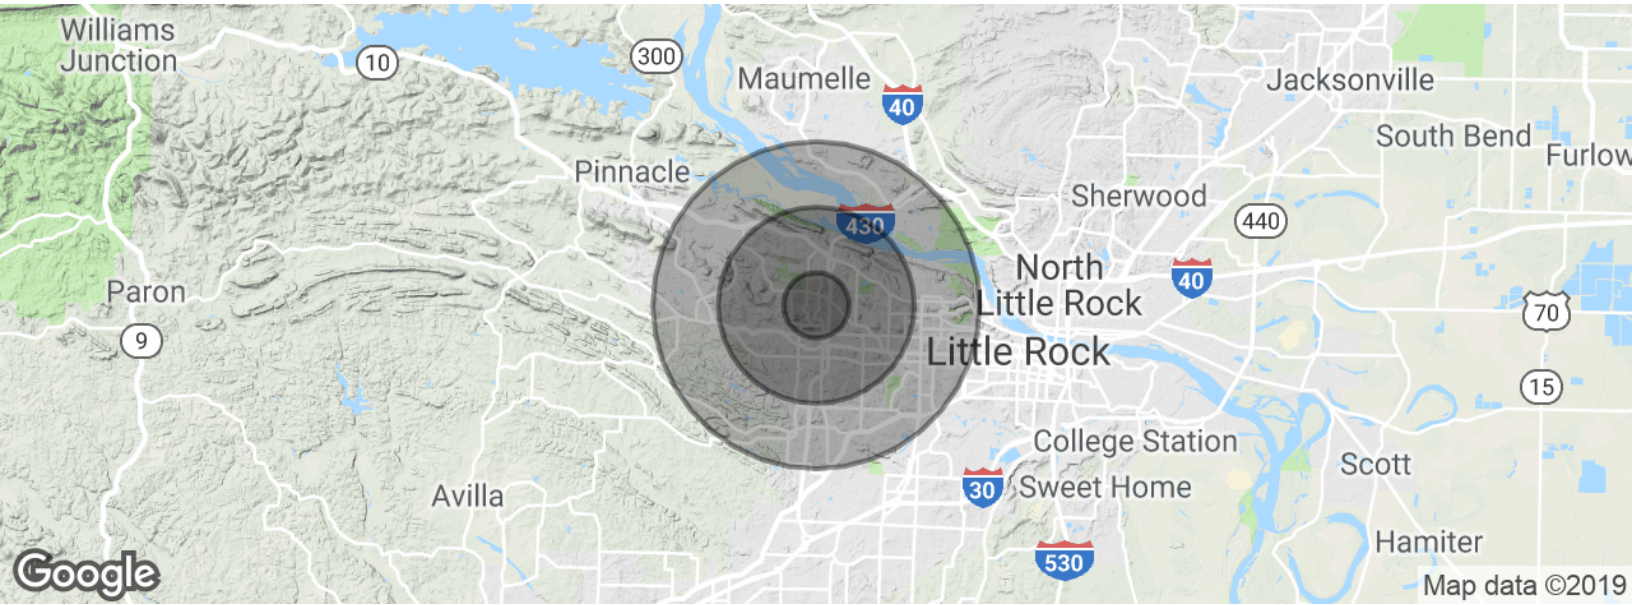 Williams
Junction
10
300
Maumelle
40
Jacksonville
South Bend
Furlow
Pinnacle
Sherwood
430
440
North
Little Rock
40
Paron
9
70
Little Rock
15
College Station
Scott
Avilla
30
Sweet Home
Hamiter
530
Google
Map data ©2019